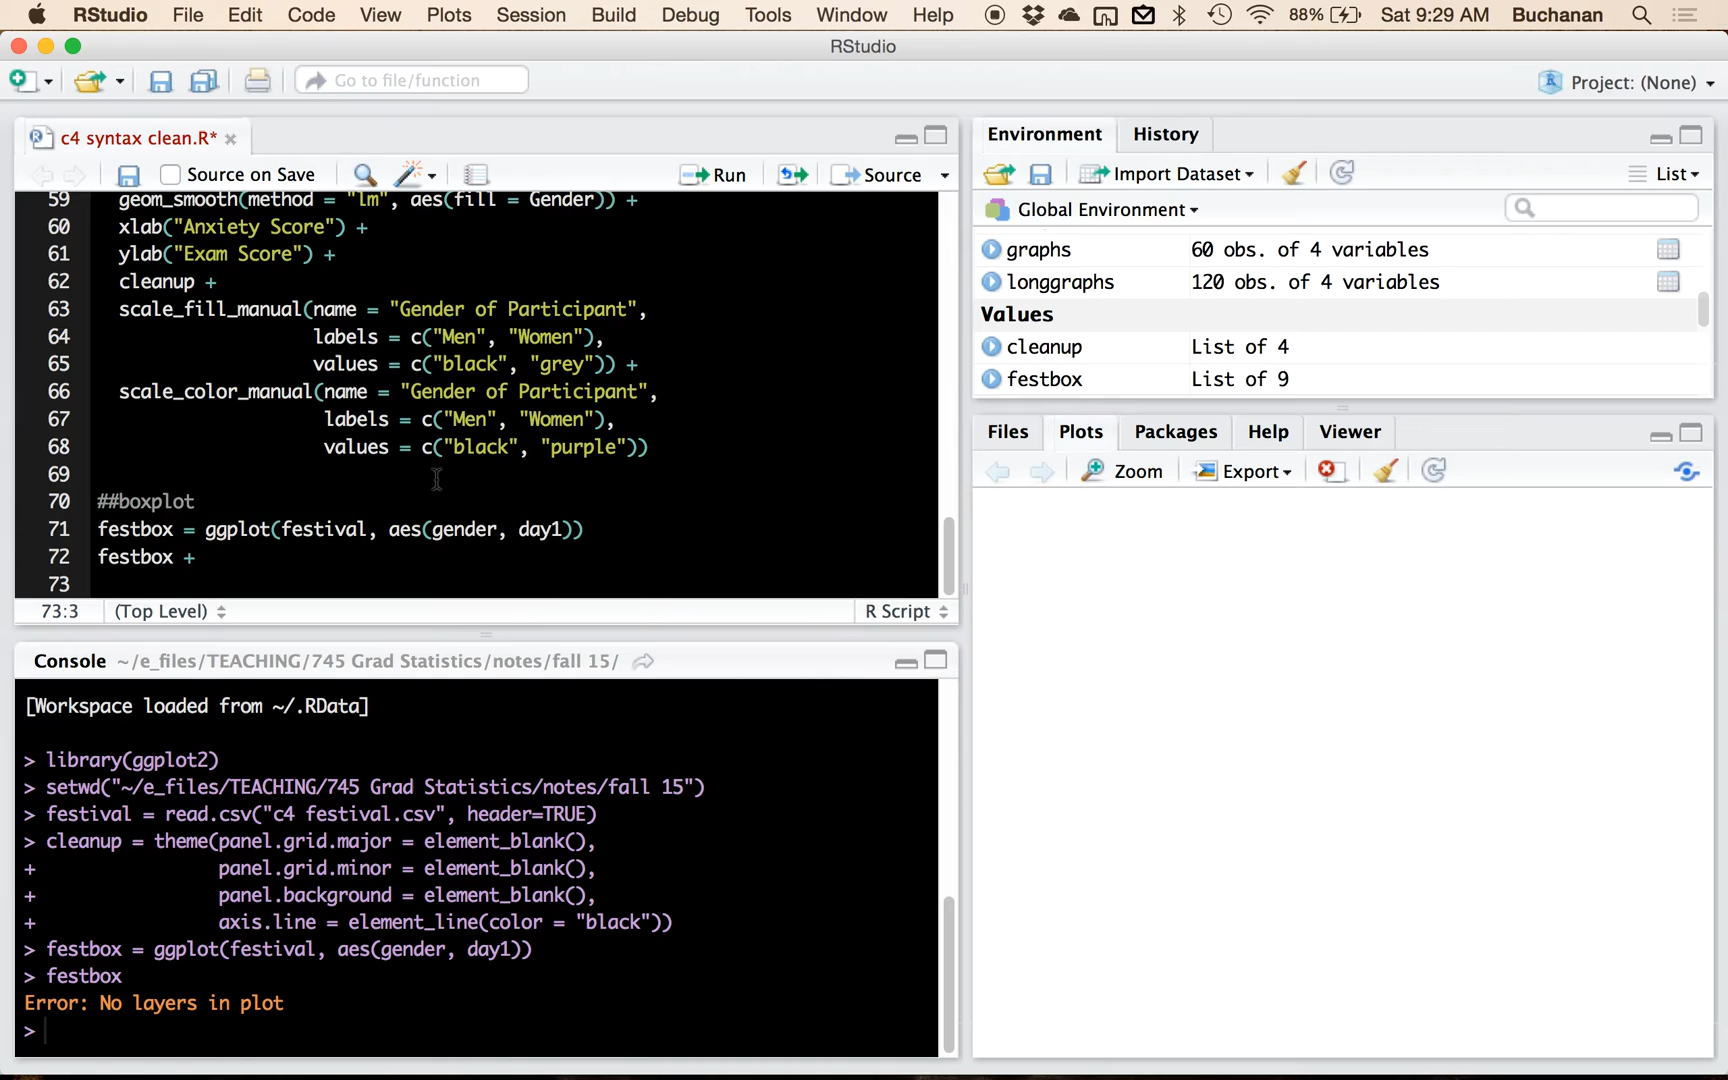 RStudio File Edit Code View Plots Session Build Debug Tools Window Help 88% Sat 9:29 AM Buchanan
RStudio
Go to file/function Project: (None)
c4 syntax clean.R*
Source on Save Run Source
59 geom_smooth(method = "lm", aes(fill = Gender)) +
60 xlab("Anxiety Score") +
61 ylab("Exam Score") +
62 cleanup +
63 scale_fill_manual(name = "Gender of Participant",
64 labels = c("Men", "Women"),
65 values = c("black", "grey")) +
66 scale_color_manual(name = "Gender of Participant",
67 labels = c("Men", "Women"),
68 values = c("black", "purple"))
69
70 ##boxplot
71 festbox = ggplot(festival, aes(gender, day1))
72 festbox +
73
73:3 (Top Level) R Script
Console ~/e_files/TEACHING/745 Grad Statistics/notes/fall 15/
[Workspace loaded from ~/.RData]
> library(ggplot2)
> setwd("~/e_files/TEACHING/745 Grad Statistics/notes/fall 15")
> festival = read.csv("c4 festival.csv", header=TRUE)
> cleanup = theme(panel.grid.major = element_blank(),
+ panel.grid.minor = element_blank(),
+ panel.background = element_blank(),
+ axis.line = element_line(color = "black"))
> festbox = ggplot(festival, aes(gender, day1))
> festbox
Error: No layers in plot
>
Environment History
Import Dataset List
Global Environment
graphs 60 obs. of 4 variables
longgraphs 120 obs. of 4 variables
Values
cleanup List of 4
festbox List of 9
Files Plots Packages Help Viewer
Zoom Export